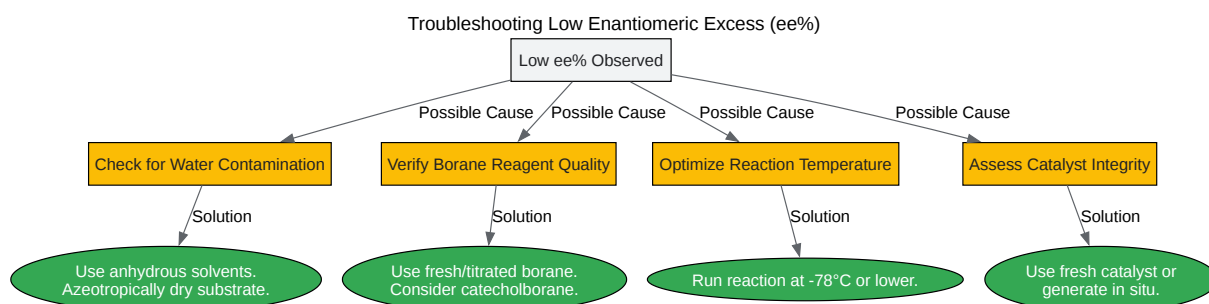 Troubleshooting Low Enantiomeric Excess (ee%)
Low ee% Observed
Possible Cause
Possible Cause
Possible Cause
Possible Cause
Check for Water Contamination
Verify Borane Reagent Quality
Optimize Reaction Temperature
Assess Catalyst Integrity
Solution
Solution
Solution
Solution
Use anhydrous solvents.
Azeotropically dry substrate.
Use fresh/titrated borane.
Consider catecholborane.
Run reaction at -78°C or lower.
Use fresh catalyst or
generate in situ.